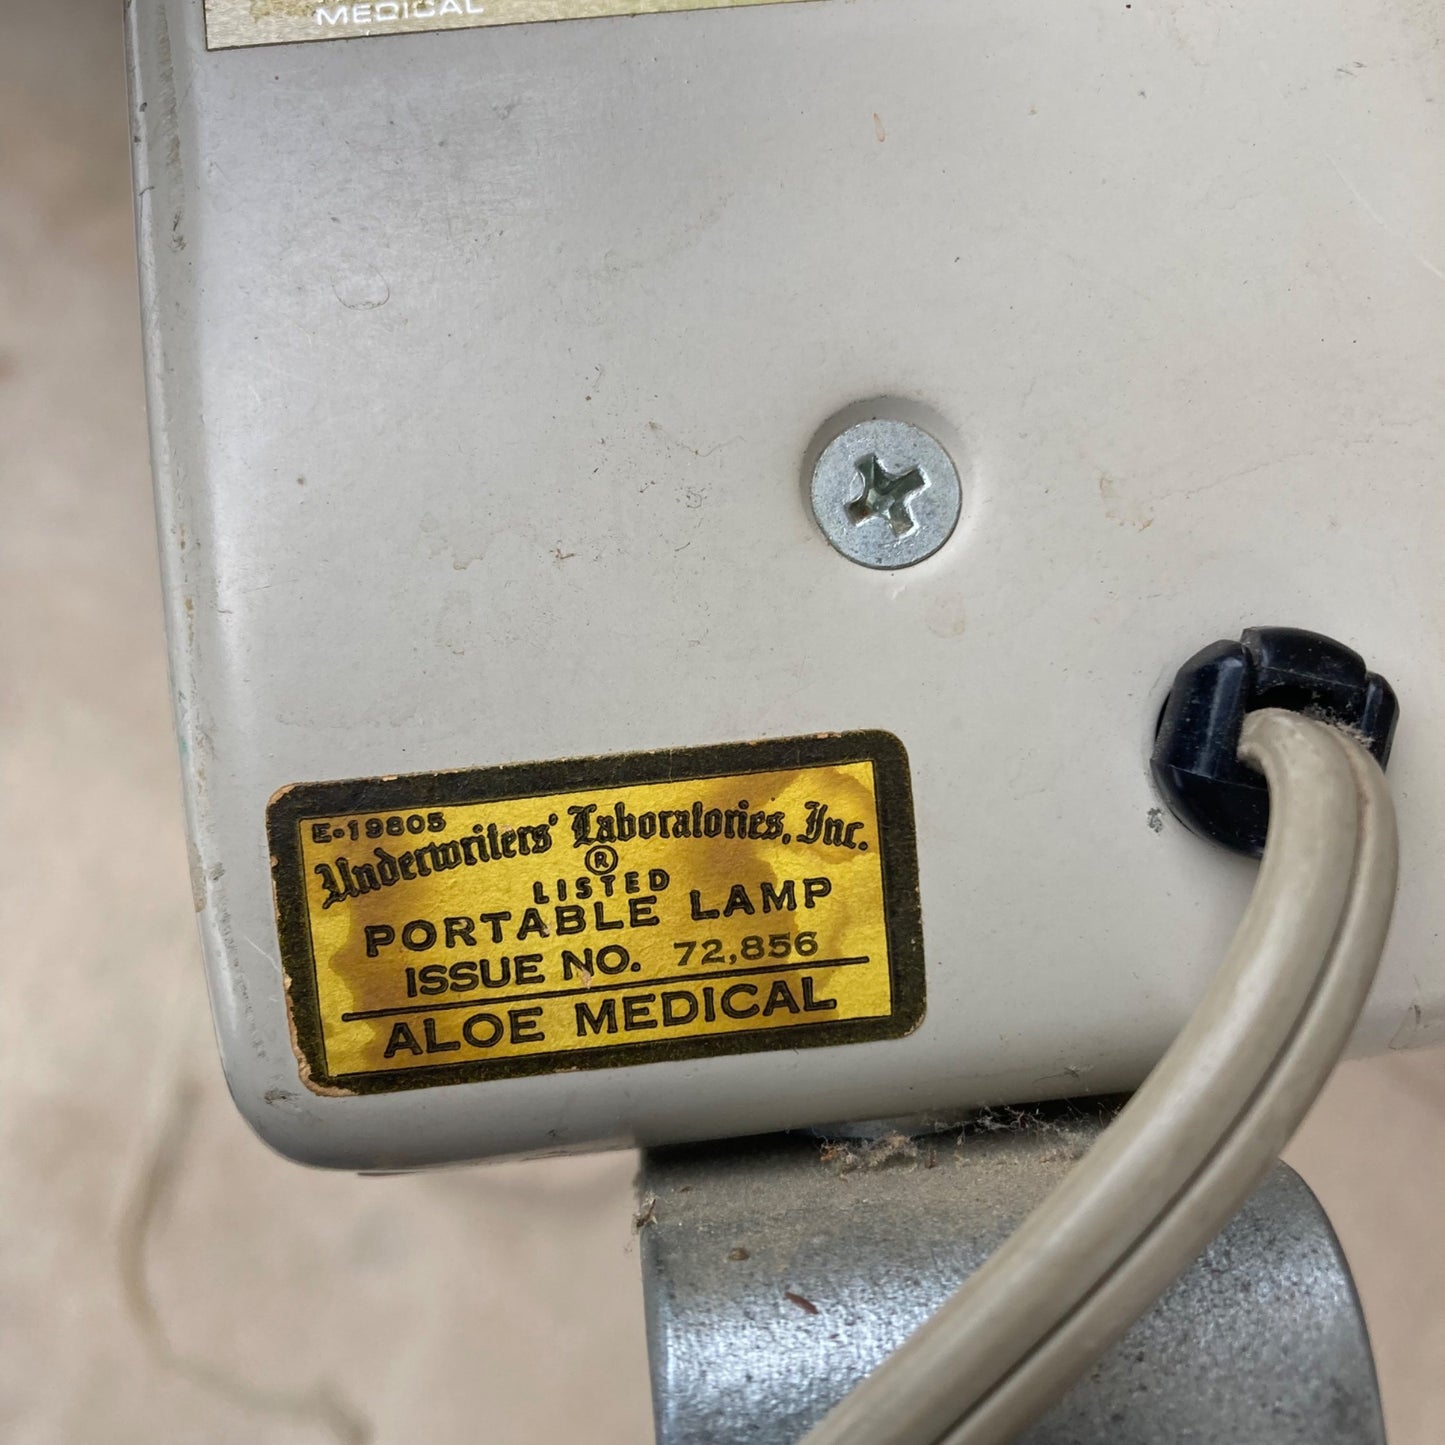 MEDICAL
E-19805
Underwriters' Laboratories, Inc.
®
LISTED
PORTABLE LAMP
ISSUE NO. 72,856
ALOE MEDICAL